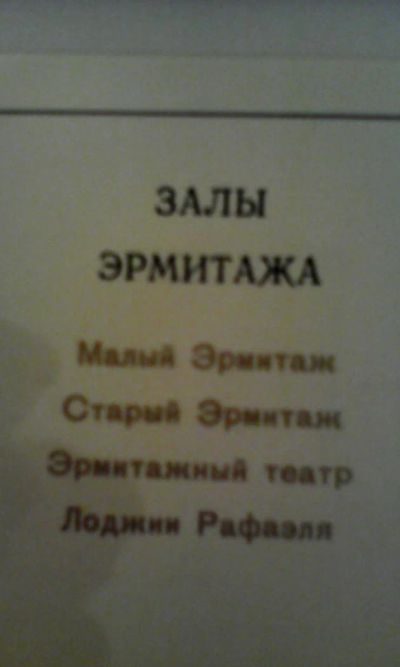 ЗАЛЫ
ЭРМИТАЖА
Малый Эрмитаж
Старый Эрмитаж
Эрмитажный театр
Лоджии Рафаэля